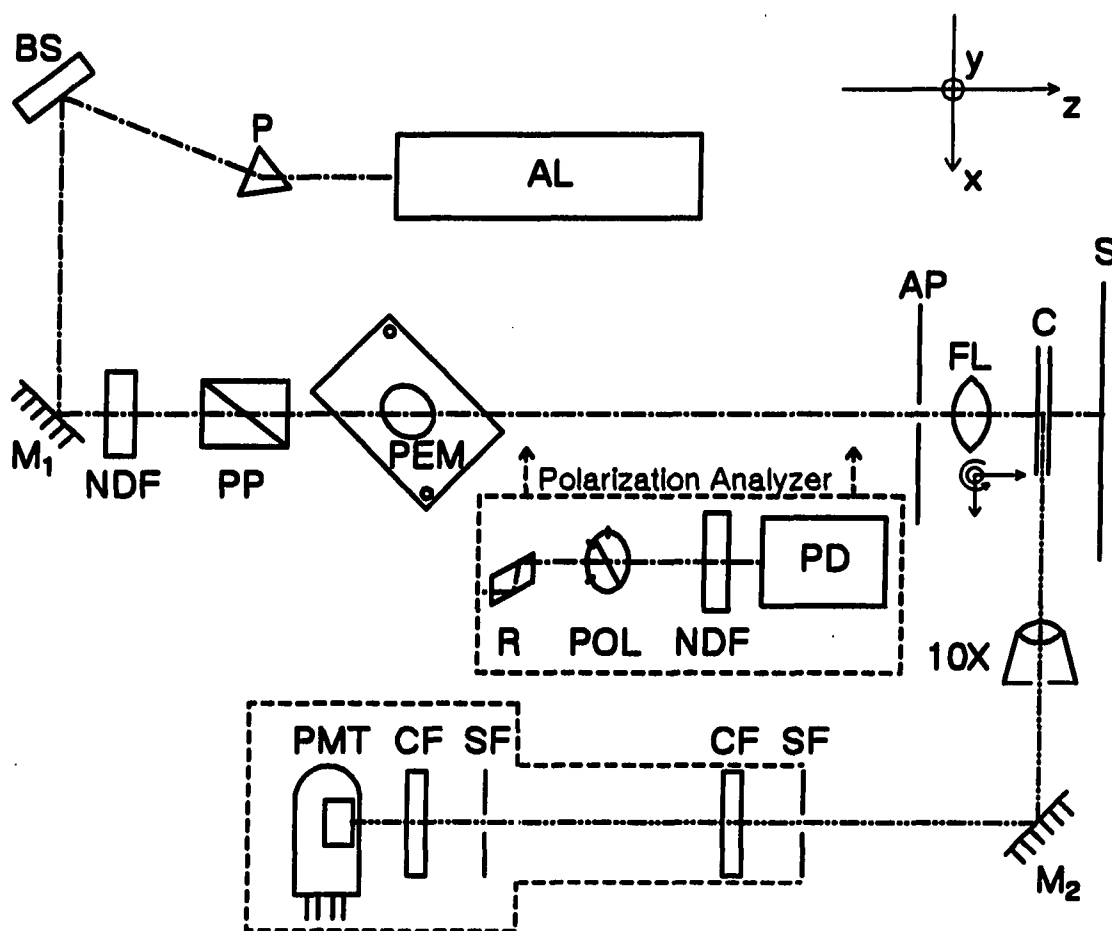 BS
P
AL
y
z
x
S
AP
C
FL
M₁
NDF
PP
PEM
Polarization Analyzer
PD
R
POL
NDF
10X
PMT
CF
SF
CF
SF
M₂